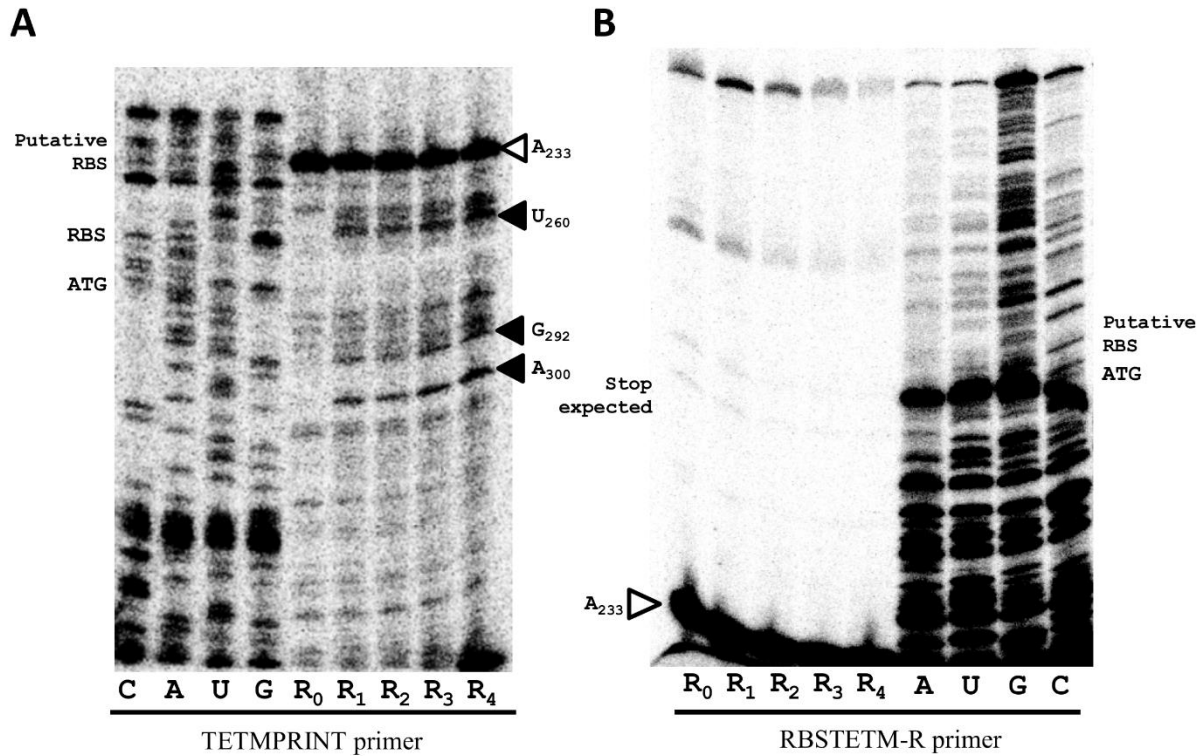 A
Putative
RBS
RBS
ATG
A233
U260
G292
A300
C A U G R0 R1 R2 R3 R4
TETMPRINT primer
B
Stop
expected
A233
Putative
RBS
ATG
R0 R1 R2 R3 R4 A U G C
RBSTETM-R primer